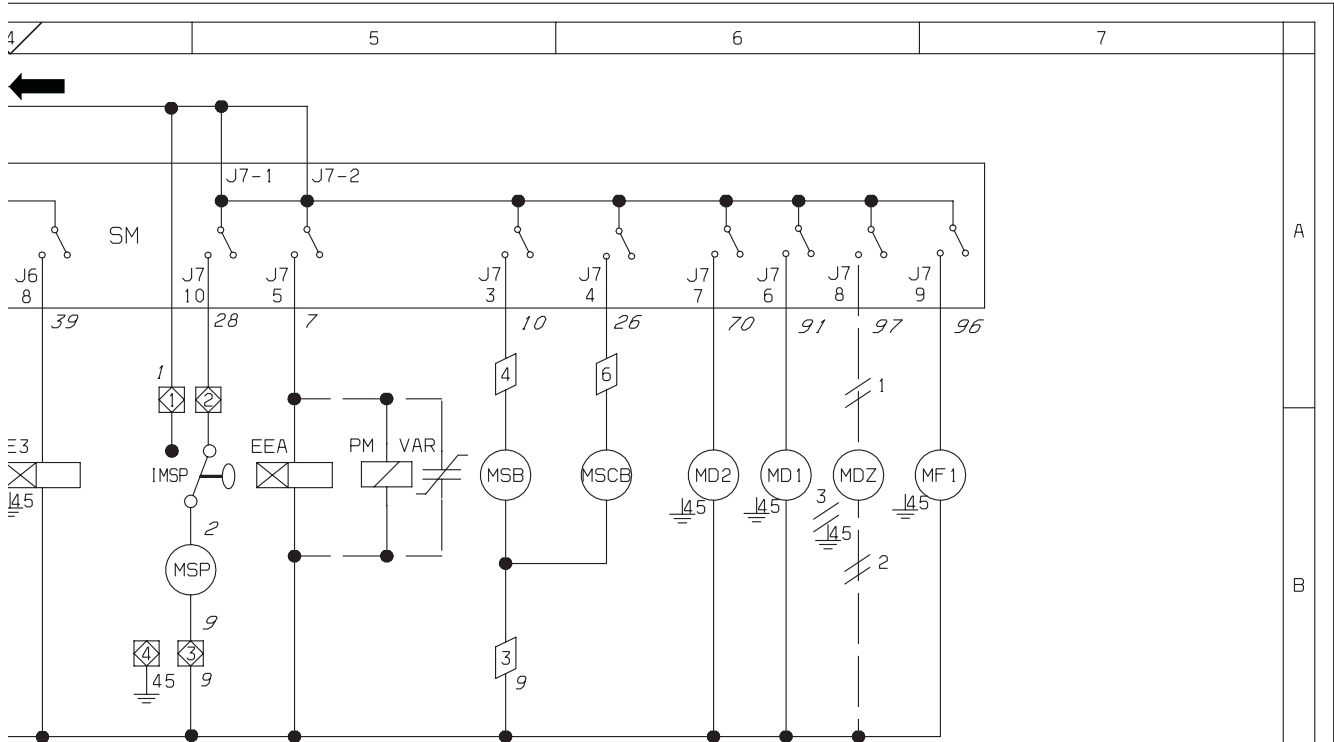 4 5 6 7
J7-1 J7-2
SM A
J6 J7 J7 J7 J7 J7 J7 J7 J7
8 10 5 3 4 7 6 8 9
39 28 7 10 26 70 91 97 96
1
4 6
1 2 1
E3 EEA PM VAR
IMSP MSB MSCB MD2 MD1 MDZ MF1
45 3 45 45 45 45
2
MSP 2
B
9
4 3 3
45 9 9